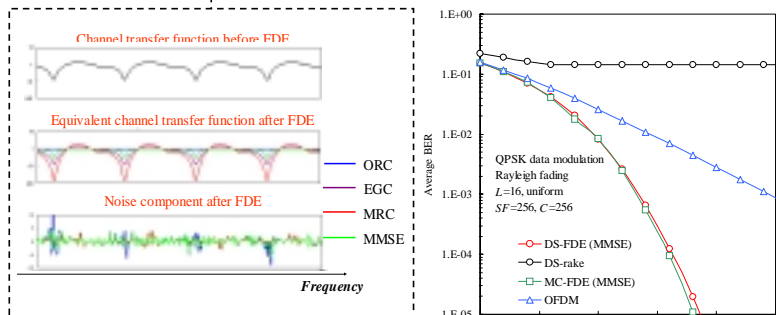 Channel transfer function before FDE
Equivalent channel transfer function after FDE
Noise component after FDE
ORC
EGC
MRC
MMSE
Frequency
1.E+00
1.E-01
1.E-02
1.E-03
1.E-04
1.E-05
Average BER
QPSK data modulation
Rayleigh fading
L=16, uniform
SF=256, C=256
DS-FDE (MMSE)
DS-rake
MC-FDE (MMSE)
OFDM